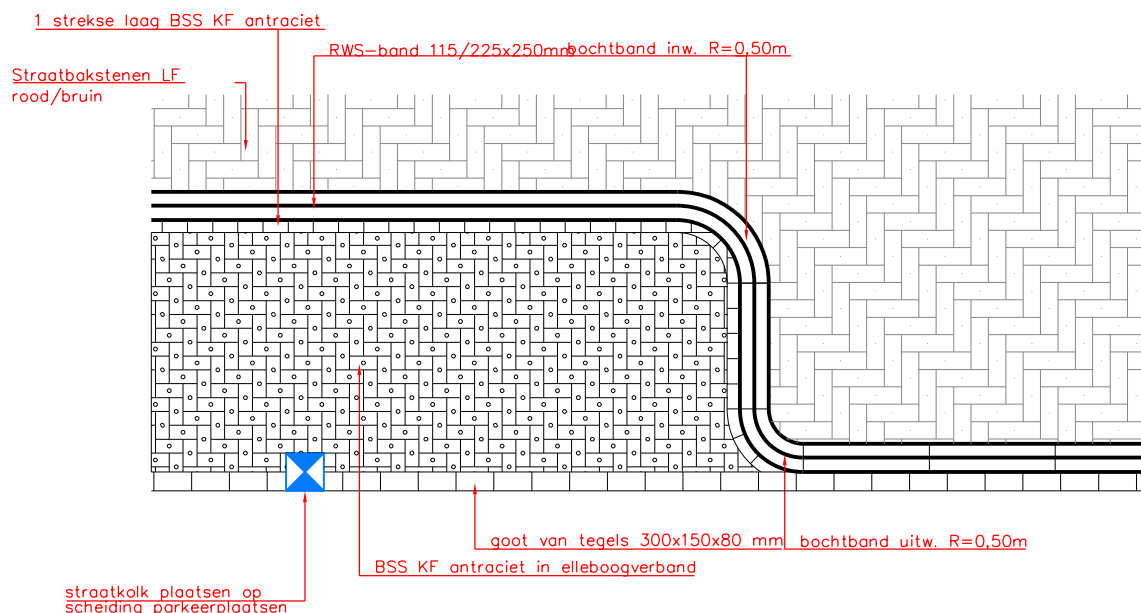 1 strekse laag BSS KF antraciet
RWS-band 115/225x250mm
bochtband inw. R=0,50m
Straatbakstenen LF
rood/bruin
goot van tegels 300x150x80 mm
bochtband uitw. R=0,50m
BSS KF antraciet in elleboogverband
straatkolk plaatsen op
scheiding parkeerplaatsen